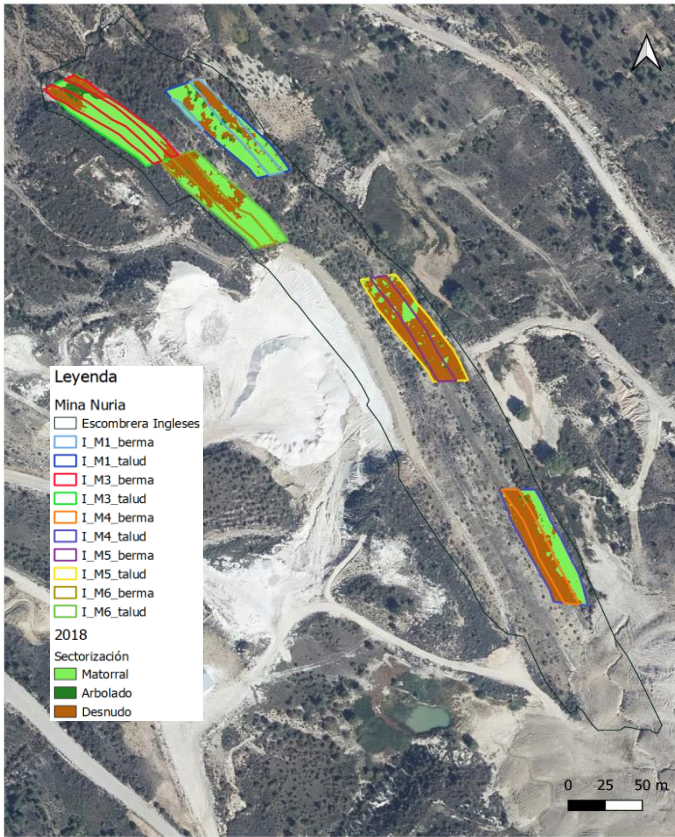 Leyenda
Mina Nuria
Escombrera Ingleses
I_M1_berma
I_M1_talud
I_M3_berma
I_M3_talud
I_M4_berma
I_M4_talud
I_M5_berma
I_M5_talud
I_M6_berma
I_M6_talud
2018
Sectorización
Matorral
Arbolado
Desnudo
0 25 50 m